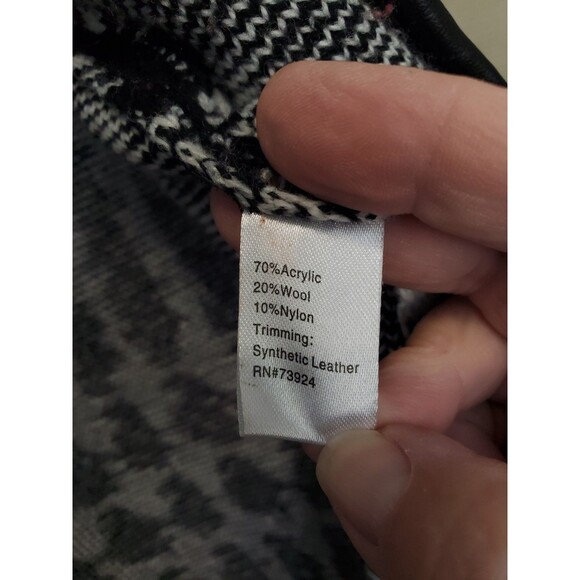 70%Acrylic
20%Wool
10%Nylon
Trimming:
Synthetic Leather
RN#73924